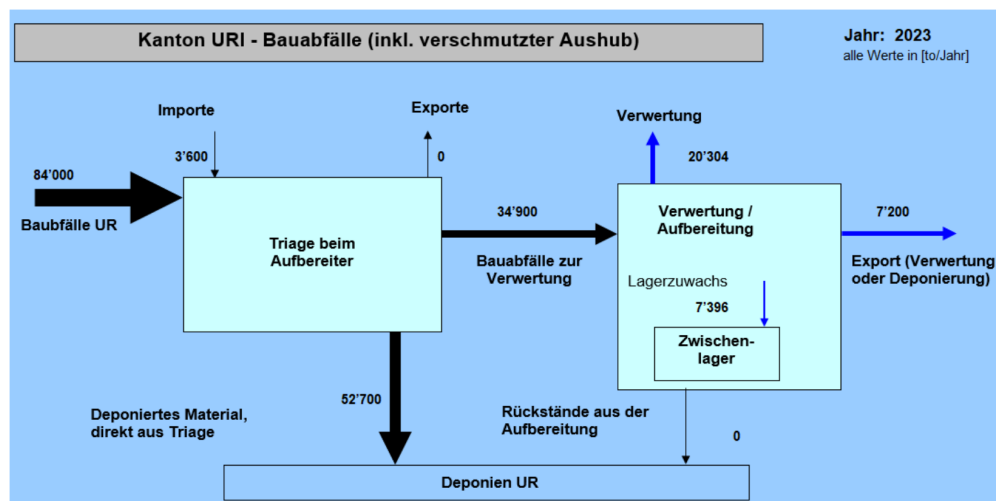 Kanton URI - Bauabfälle (inkl. verschmutzter Aushub)
Jahr: 2023
alle Werte in [to/Jahr]
Importe
3'600
Exporte
0
Verwertung
20'304
84'000
Baubfälle UR
Triage beim
Aufbereiter
34'900
Bauabfälle zur
Verwertung
Verwertung /
Aufbereitung
7'200
Export (Verwertung
oder Deponierung)
Lagerzuwachs
7'396
Zwischen-
lager
52'700
Deponiertes Material,
direkt aus Triage
Rückstände aus der
Aufbereitung
0
Deponien UR